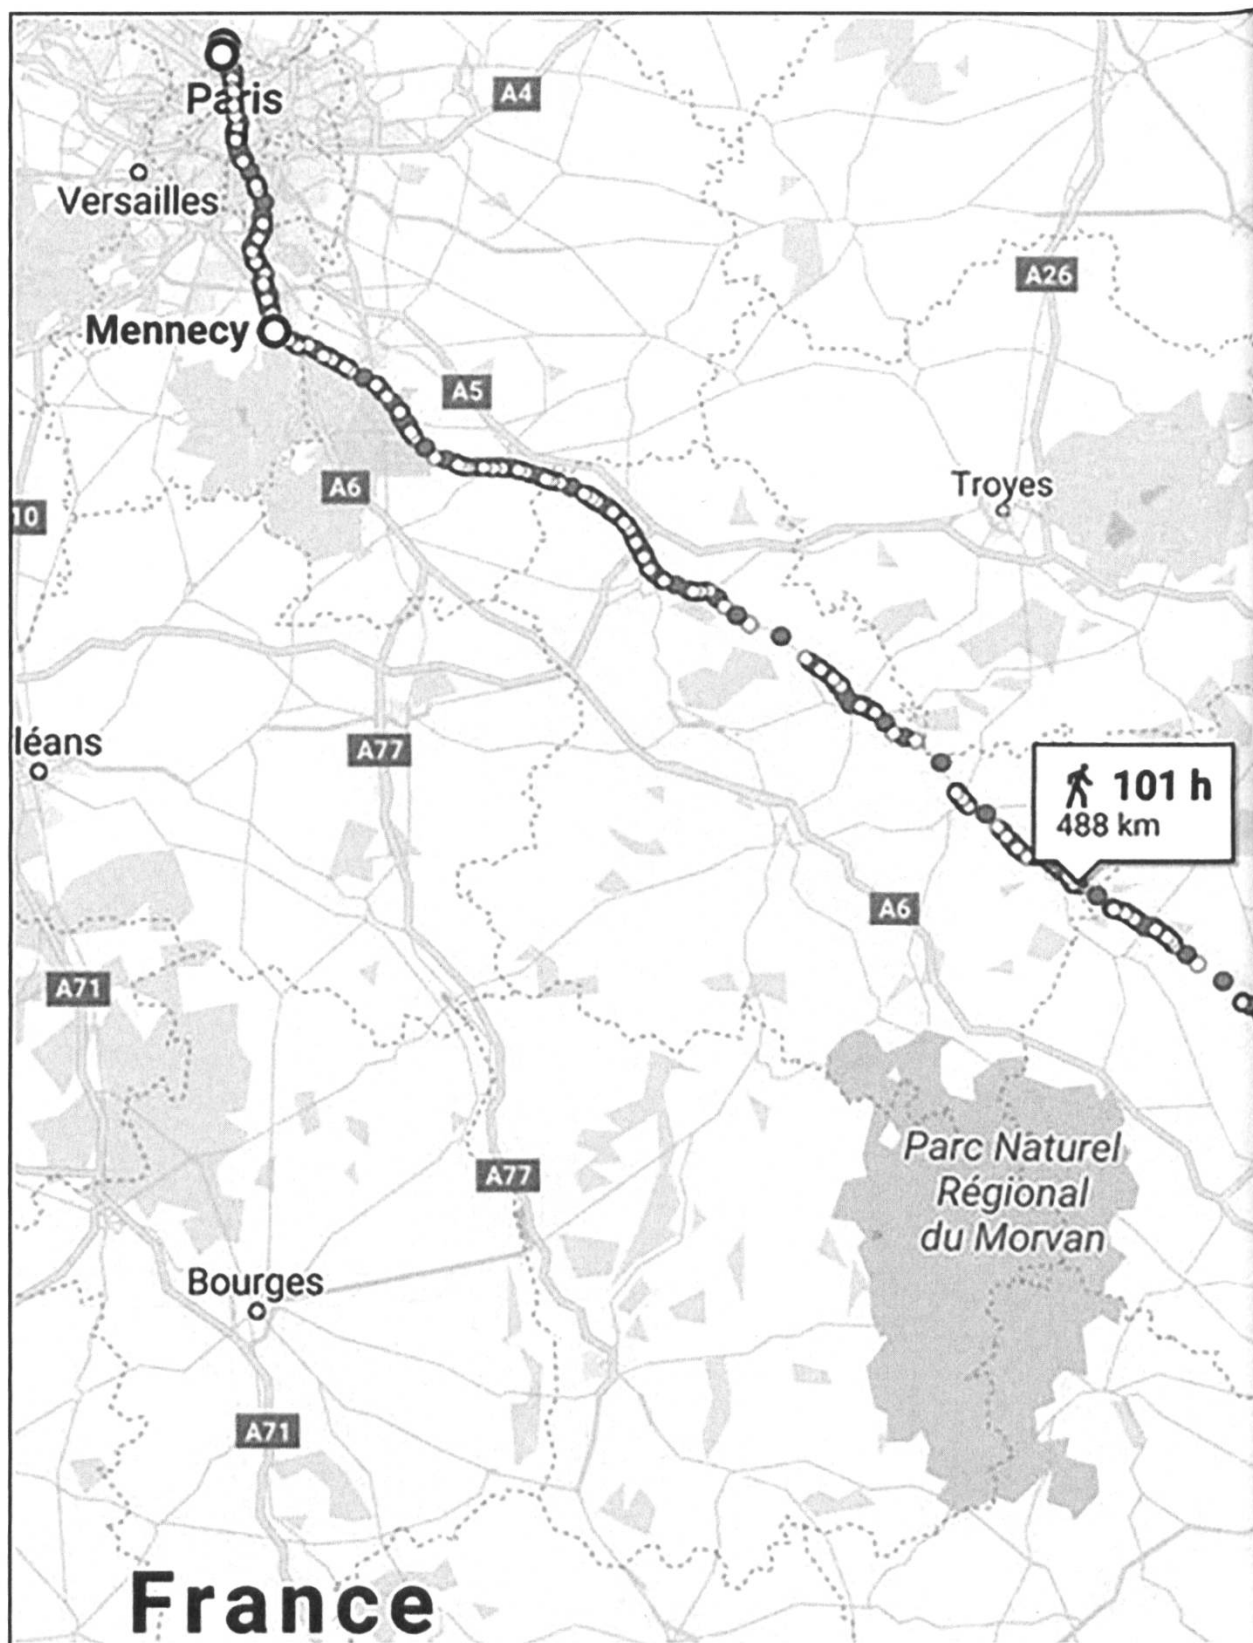 Paris
A4
Versailles
A26
Mennecy
A5
Troyes
A6
10
léans
A77
101 h
488 km
A6
A71
Parc Naturel
Régional
du Morvan
A77
Bourges
A71
France